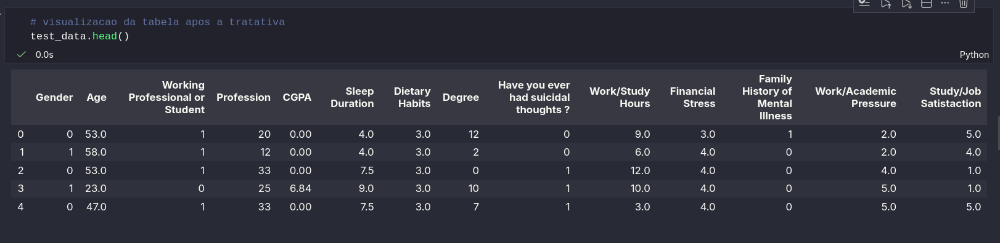 # visualizacao da tabela apos a tratativa
test_data.head()
0.0s
Python
Gender Age Working Professional or Student Profession CGPA Sleep Duration Dietary Habits Degree Have you ever had suicidal thoughts ? Work/Study Hours Financial Stress Family History of Mental Illness Work/Academic Pressure Study/Job Satistaction
0 0 53.0 1 20 0.00 4.0 3.0 12 0 9.0 3.0 1 2.0 5.0
1 1 58.0 1 12 0.00 4.0 3.0 2 0 6.0 4.0 0 2.0 4.0
2 0 53.0 1 33 0.00 7.5 3.0 0 1 12.0 4.0 0 4.0 1.0
3 1 23.0 0 25 6.84 9.0 3.0 10 1 10.0 4.0 0 5.0 1.0
4 0 47.0 1 33 0.00 7.5 3.0 7 1 3.0 4.0 0 5.0 5.0